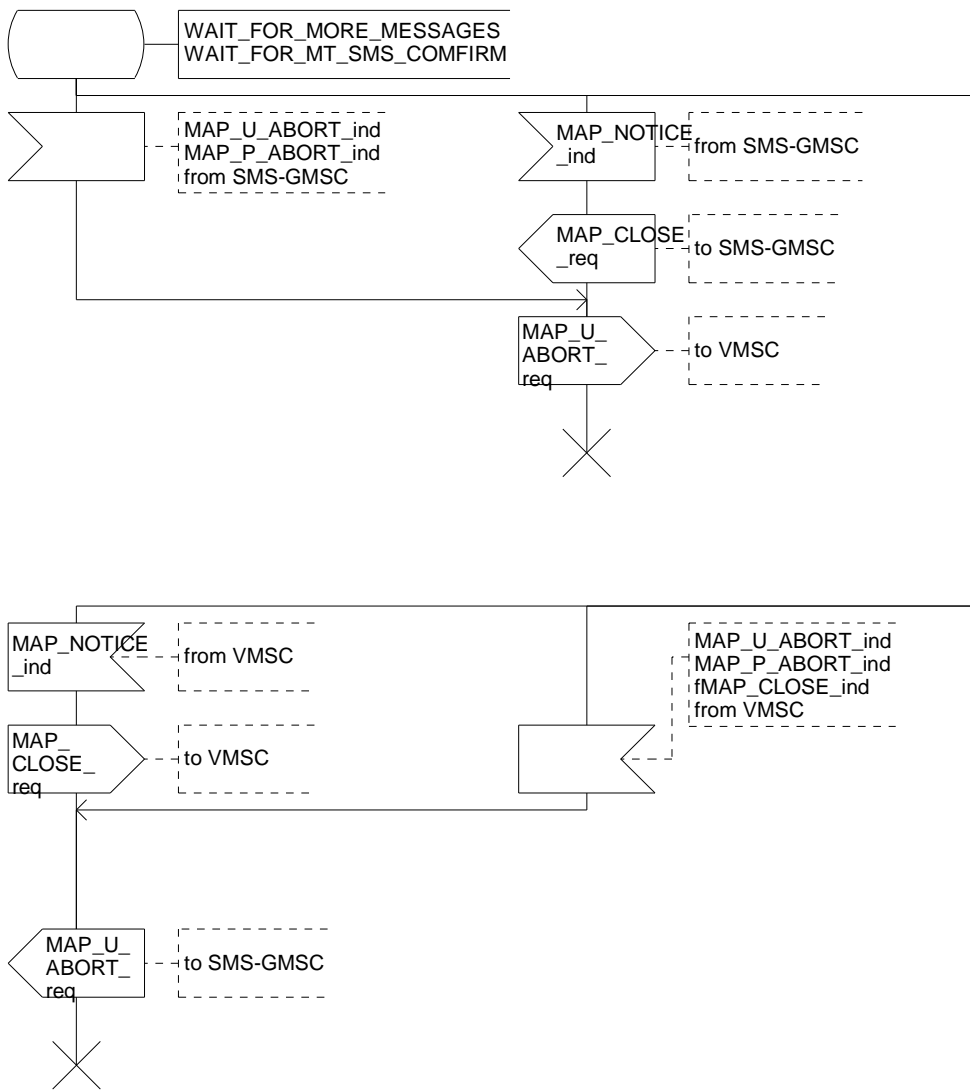 WAIT_FOR_MORE_MESSAGES
WAIT_FOR_MT_SMS_COMFIRM
MAP_U_ABORT_ind
MAP_P_ABORT_ind
from SMS-GMSC
MAP_NOTICE
_ind
from SMS-GMSC
MAP_CLOSE
_req
to SMS-GMSC
MAP_U_
ABORT_
req
to VMSC
MAP_NOTICE
_ind
from VMSC
MAP_U_ABORT_ind
MAP_P_ABORT_ind
fMAP_CLOSE_ind
from VMSC
MAP_
CLOSE_
req
to VMSC
MAP_U_
ABORT_
req
to SMS-GMSC